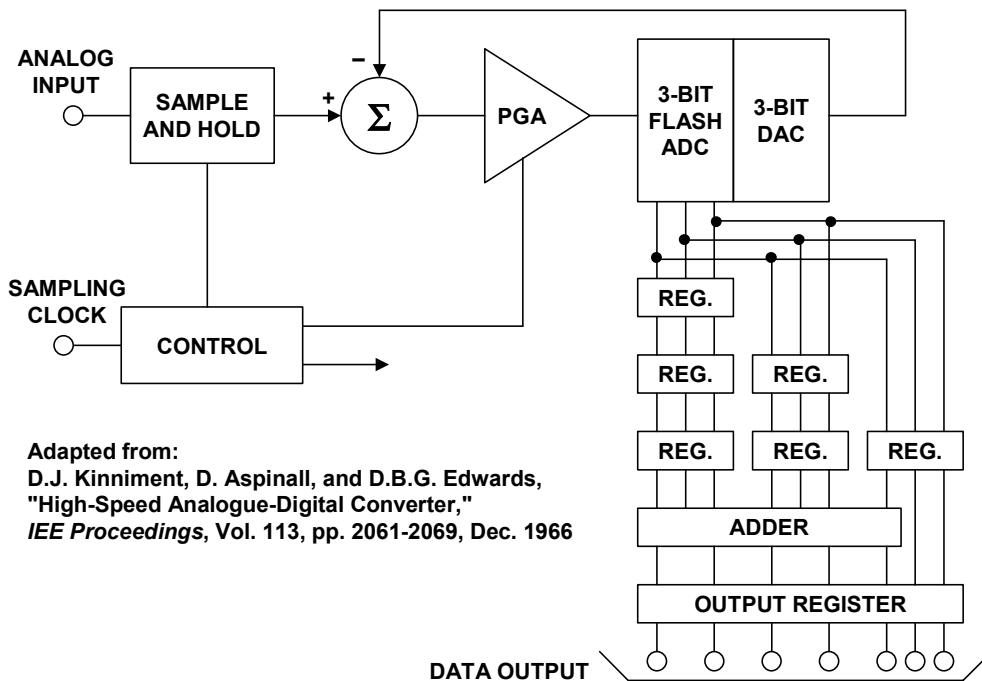 ANALOG
INPUT
SAMPLE
AND HOLD
+
−
Σ
PGA
3-BIT
FLASH
ADC
3-BIT
DAC
SAMPLING
CLOCK
CONTROL
REG.
REG.
REG.
REG.
REG.
REG.
Adapted from:
D.J. Kinniment, D. Aspinall, and D.B.G. Edwards,
"High-Speed Analogue-Digital Converter,"
IEE Proceedings, Vol. 113, pp. 2061-2069, Dec. 1966
ADDER
OUTPUT REGISTER
DATA OUTPUT